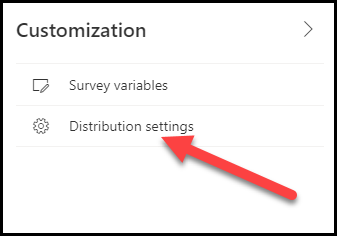 Customization
Survey variables
Distribution settings